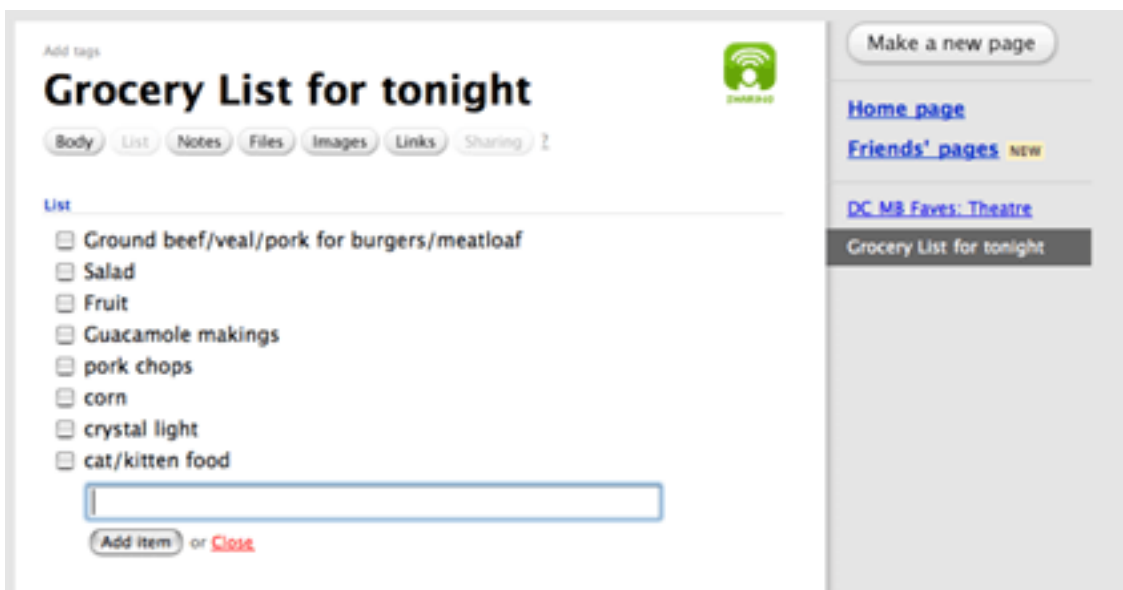 Add tags
Grocery List for tonight
SHARING
Body List Notes Files Images Links Sharing ?
List
Ground beef/veal/pork for burgers/meatloaf
Salad
Fruit
Guacamole makings
pork chops
corn
crystal light
cat/kitten food
Add item or Close
Make a new page
Home page
Friends' pages NEW
DC MB Faves: Theatre
Grocery List for tonight